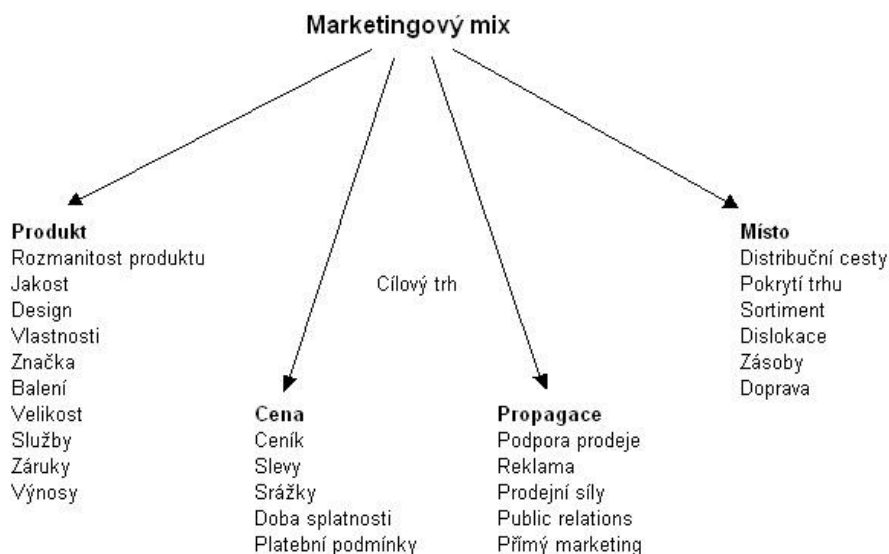 Marketingový mix
Produkt
Rozmanitost produktu
Jakost
Design
Vlastnosti
Značka
Balení
Velikost
Služby
Záruky
Výnosy
Cílový trh
Cena
Ceník
Slevy
Srážky
Doba splatnosti
Platební podmínky
Propagace
Podpora prodeje
Reklama
Prodejní síly
Public relations
Přímý marketing
Místo
Distribuční cesty
Pokrytí trhu
Sortiment
Dislokace
Zásoby
Doprava